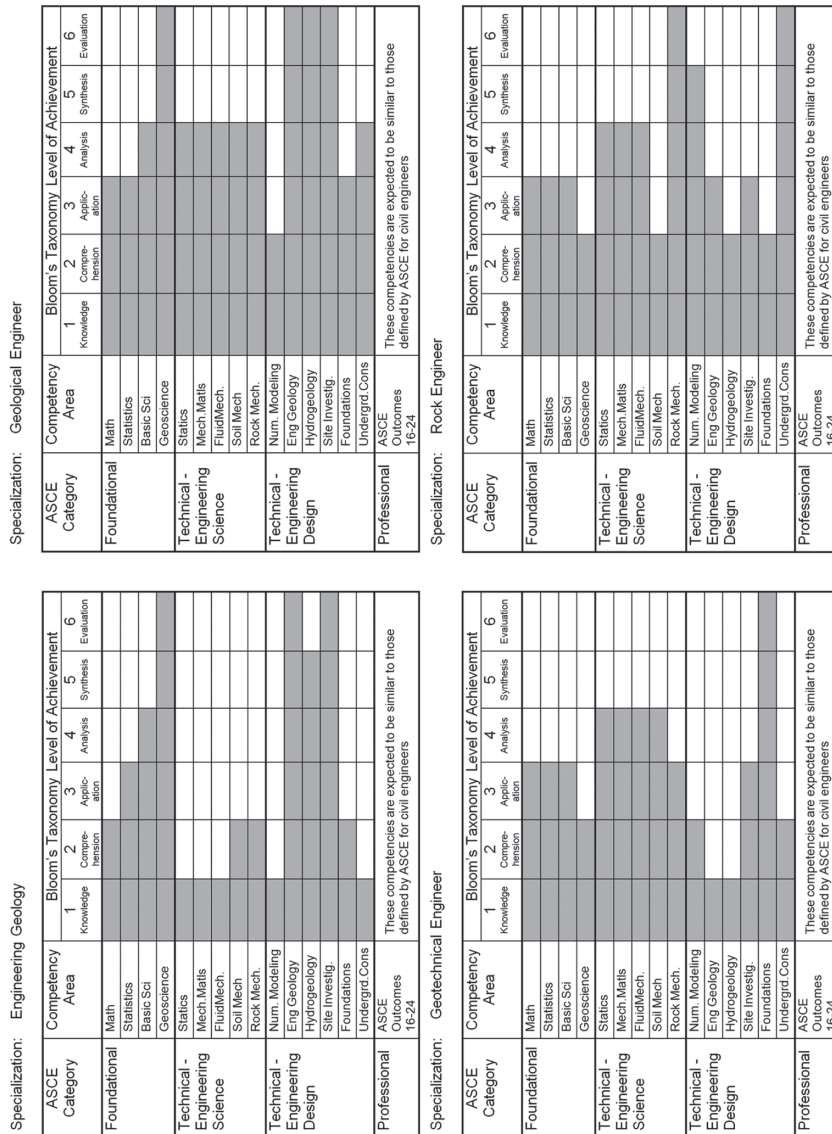 Specialization: Engineering Geology
ASCE Category
Competency Area
Bloom's Taxonomy Level of Achievement
1 2 3 4 5 6
Knowledge Compre-hension Applic-ation Analysis Synthesis Evaluation
Foundational
Math
Statistics
Basic Sci
Geoscience
Technical - Engineering Science
Statics
Mech.Matls
FluidMech.
Soil Mech
Rock Mech.
Technical - Engineering Design
Num. Modeling
Eng Geology
Hydrogeology
Site Investig.
Foundations
Undergrd.Cons
Professional
ASCE
Outcomes
16-24
These competencies are expected to be similar to those
defined by ASCE for civil engineers
Specialization: Geological Engineer
ASCE Category
Competency Area
Bloom's Taxonomy Level of Achievement
1 2 3 4 5 6
Knowledge Compre-hension Applic-ation Analysis Synthesis Evaluation
Foundational
Math
Statistics
Basic Sci
Geoscience
Technical - Engineering Science
Statics
Mech.Matls
FluidMech.
Soil Mech
Rock Mech.
Technical - Engineering Design
Num. Modeling
Eng Geology
Hydrogeology
Site Investig.
Foundations
Undergrd.Cons
Professional
ASCE
Outcomes
16-24
These competencies are expected to be similar to those
defined by ASCE for civil engineers
Specialization: Geotechnical Engineer
ASCE Category
Competency Area
Bloom's Taxonomy Level of Achievement
1 2 3 4 5 6
Knowledge Compre-hension Applic-ation Analysis Synthesis Evaluation
Foundational
Math
Statistics
Basic Sci
Geoscience
Technical - Engineering Science
Statics
Mech.Matls
FluidMech.
Soil Mech
Rock Mech.
Technical - Engineering Design
Num. Modeling
Eng Geology
Hydrogeology
Site Investig.
Foundations
Undergrd.Cons
Professional
ASCE
Outcomes
16-24
These competencies are expected to be similar to those
defined by ASCE for civil engineers
Specialization: Rock Engineer
ASCE Category
Competency Area
Bloom's Taxonomy Level of Achievement
1 2 3 4 5 6
Knowledge Compre-hension Applic-ation Analysis Synthesis Evaluation
Foundational
Math
Statistics
Basic Sci
Geoscience
Technical - Engineering Science
Statics
Mech.Matls
FluidMech.
Soil Mech
Rock Mech.
Technical - Engineering Design
Num. Modeling
Eng Geology
Hydrogeology
Site Investig.
Foundations
Undergrd.Cons
Professional
ASCE
Outcomes
16-24
These competencies are expected to be similar to those
defined by ASCE for civil engineers